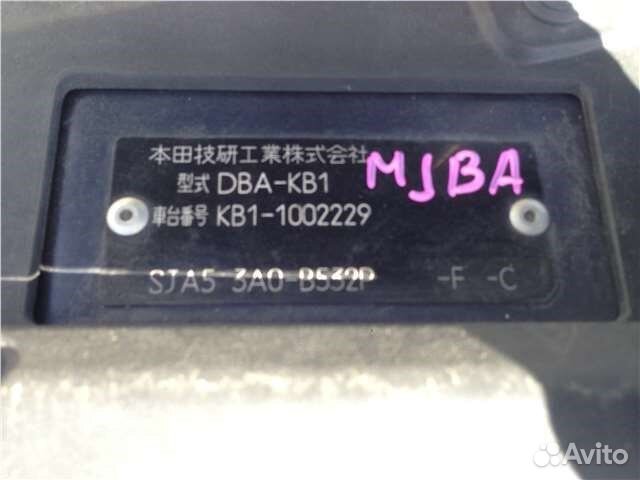 本田技研工業株式会社
型式 DBA-KB1
MJBA
車台番号 KB1-1002229
SJA5 3A0-B532P -F -C
Avito